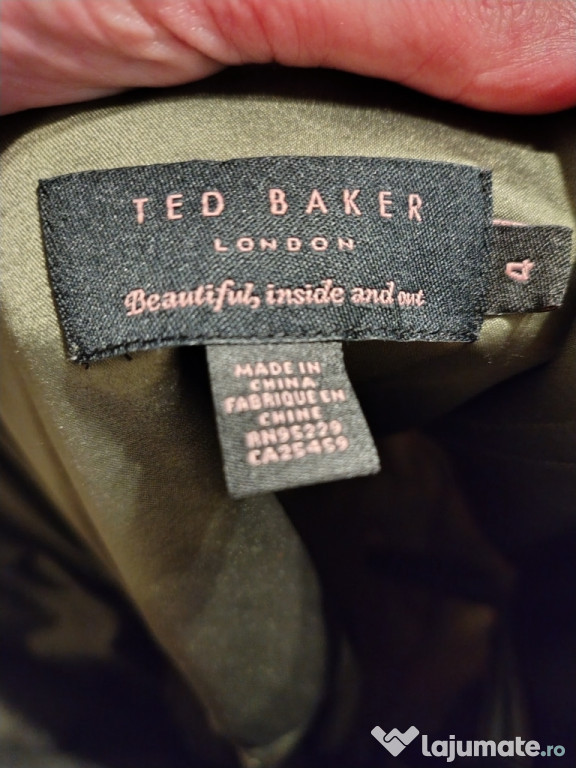 TED BAKER
LONDON
Beautiful, inside and out
4
MADE IN
CHINA
FABRIQUE EN
CHINE
RN95229
CA25459
lajumate.ro